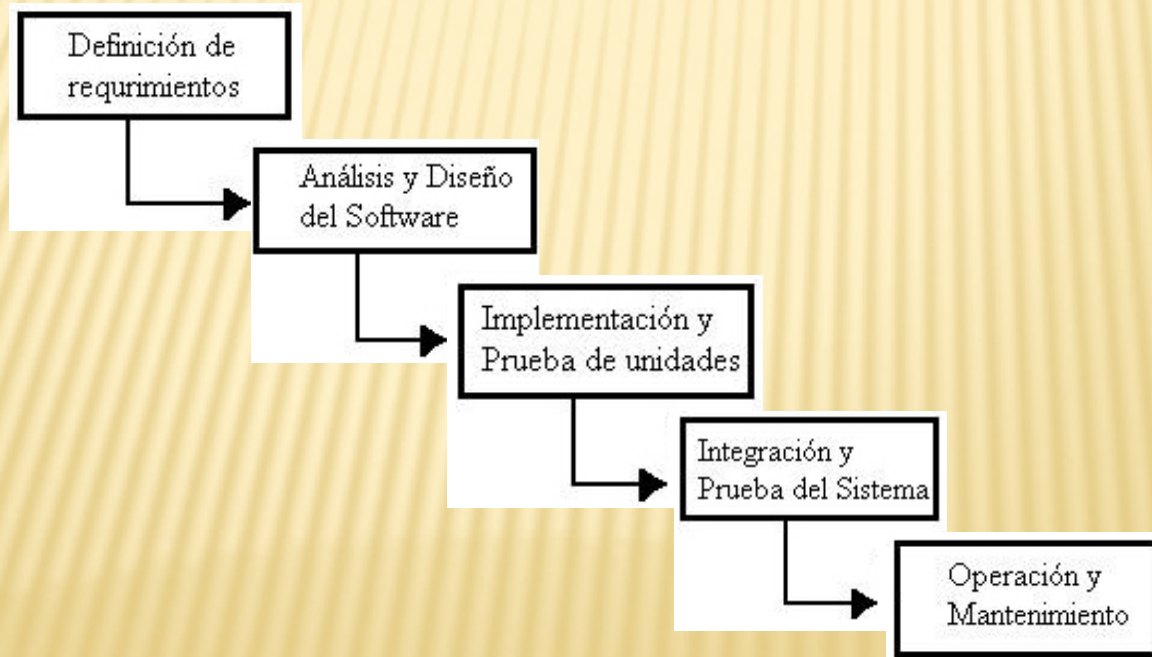 Definición de
requrimientos
Análisis y Diseño
del Software
Implementación y
Prueba de unidades
Integración y
Prueba del Sistema
Operación y
Mantenimiento